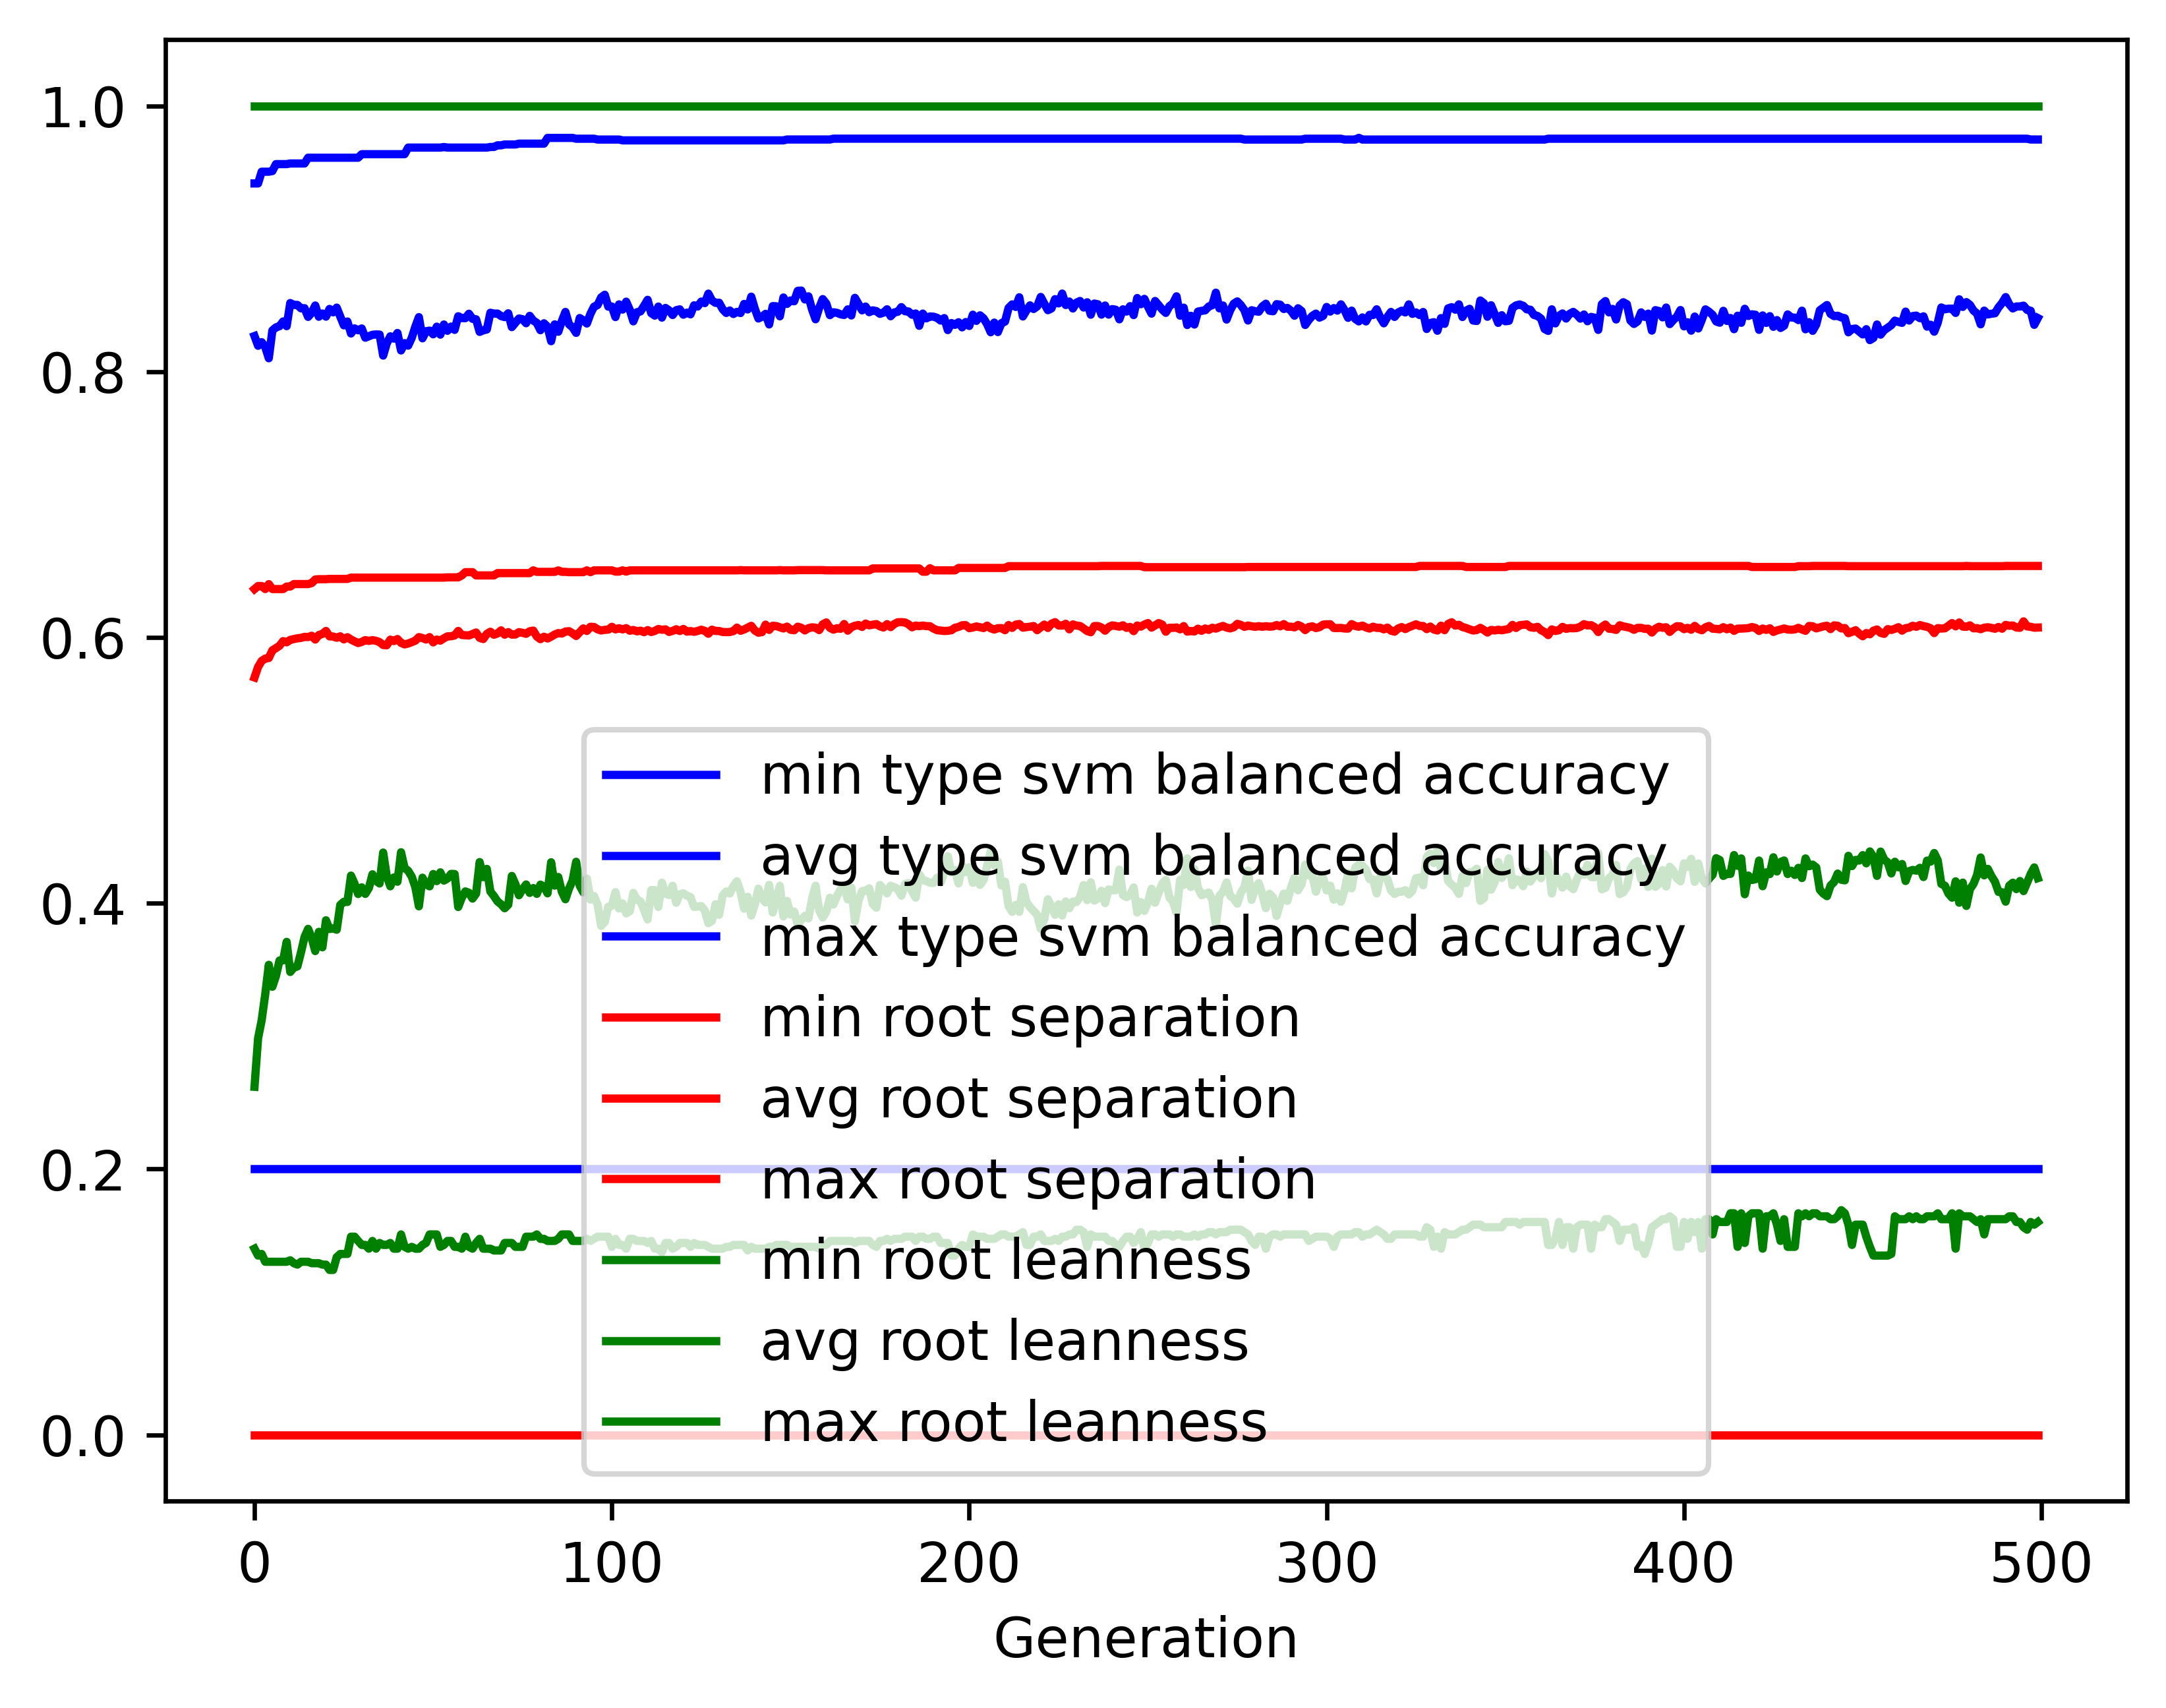 1.0
0.8
0.6
0.4
0.2
0.0
min type svm balanced accuracy
avg type svm balanced accuracy
max type svm balanced accuracy
min root separation
avg root separation
max root separation
min root leanness
avg root leanness
max root leanness
0 100 200 300 400 500
Generation